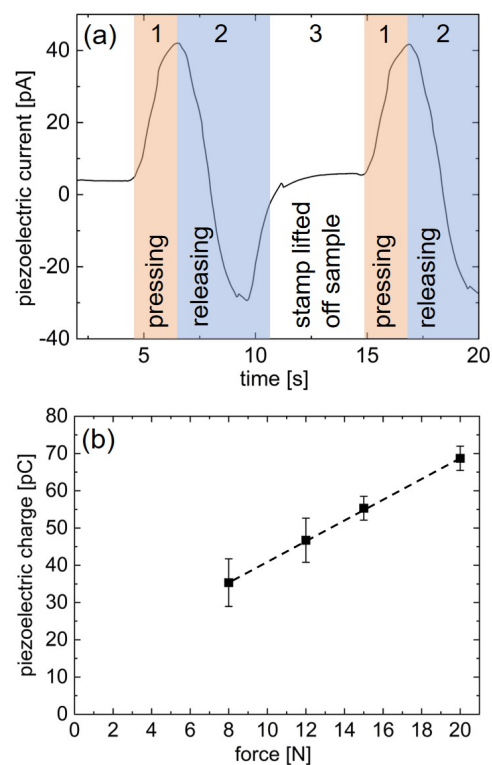 (a)
1
2
3
1
2
piezoelectric current [pA]
40
20
0
-20
-40
pressing
releasing
stamp lifted
off sample
pressing
releasing
5
10
15
20
time [s]
(b)
piezoelectric charge [pC]
80
70
60
50
40
30
20
10
0
0
2
4
6
8
10
12
14
16
18
20
force [N]